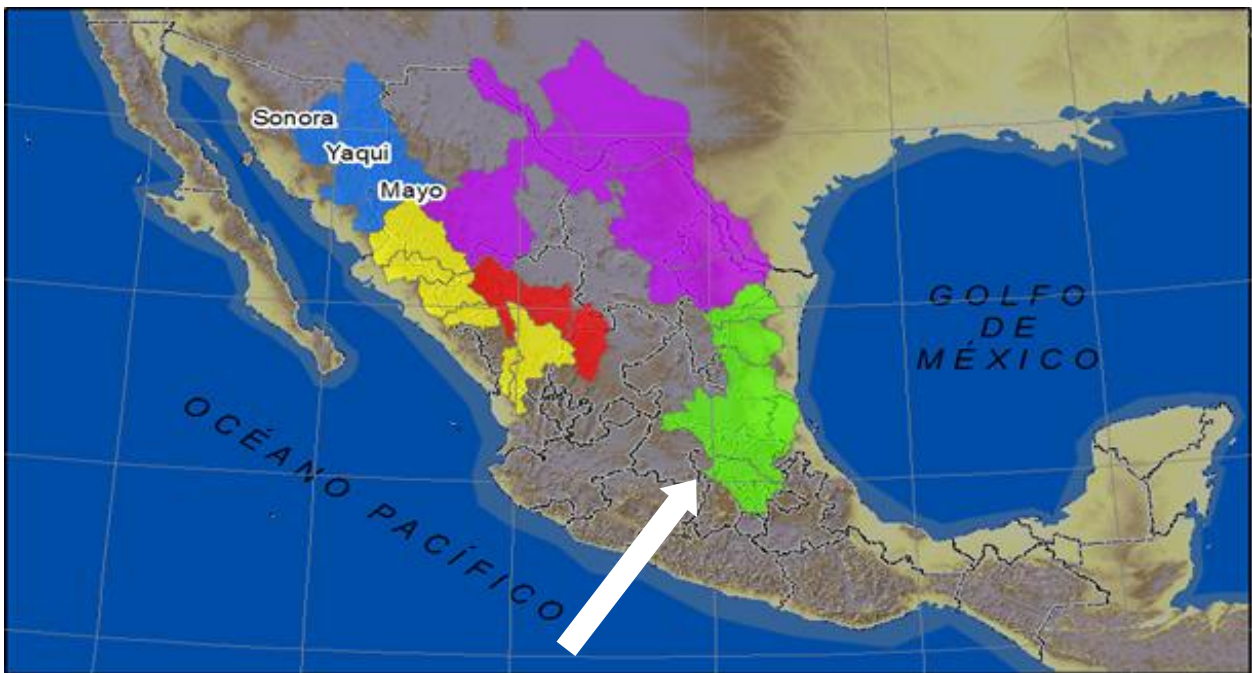 Sonora
Yaqui
Mayo
GOLFO
DE
MÉXICO
OCÉANO PACÍFICO